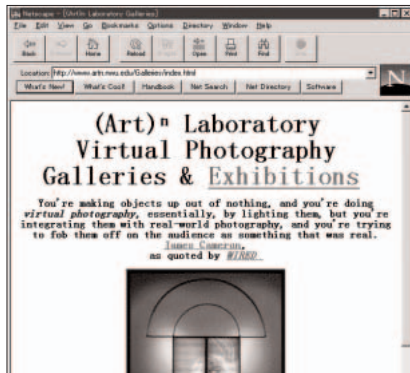 Netscape - [(Art)n Laboratory Galleries]
File Edit View Go Bookmarks Options Directory Window Help
Back Home Reload Open Print Find
Location: http://www.artn.nwu.edu/Galleries/index.html
What's New! What's Cool! Handbook Net Search Net Directory Software
N
(Art)ⁿ Laboratory
Virtual Photography
Galleries & Exhibitions
You're making objects up out of nothing, and you're doing
virtual photography, essentially, by lighting them, but you're
integrating them with real-world photography, and you're trying
to fob them off on the audience as something that was real.
James Cameron,
as quoted by WIRED